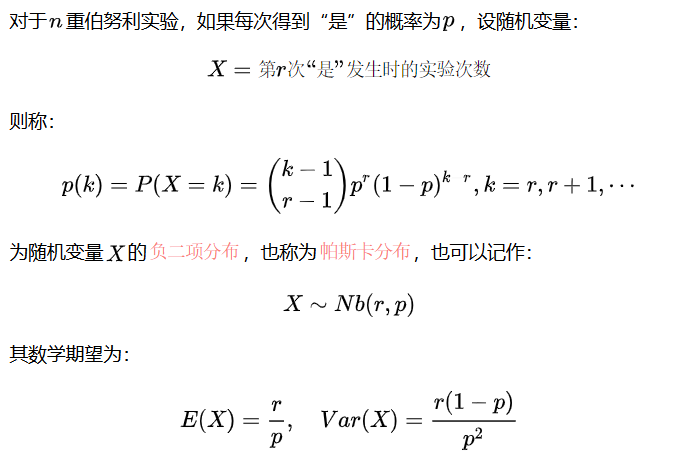 对于n重伯努利实验，如果每次得到“是”的概率为p，设随机变量：
X = 第r次“是”发生时的实验次数
则称：
p(k) = P(X = k) = \binom{k-1}{r-1} p^r (1 − p)^{k r}, k = r, r + 1, ⋯
为随机变量X的负二项分布，也称为帕斯卡分布，也可以记作：
X ∼ Nb(r, p)
其数学期望为：
E(X) = \frac{r}{p}, Var(X) = \frac{r(1 − p)}{p^2}